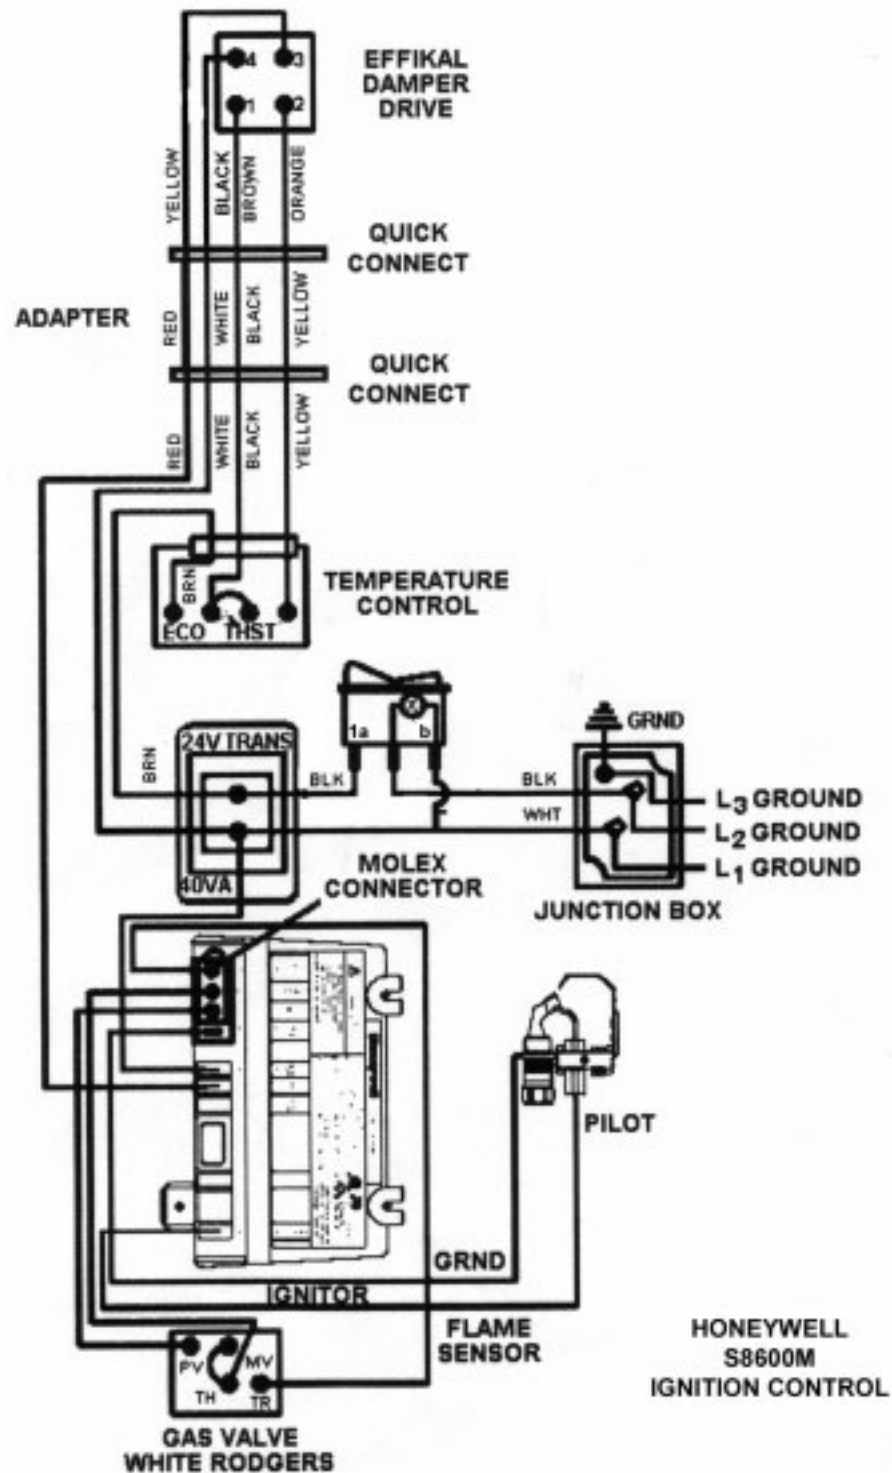 4
3
1
2
EFFIKAL
DAMPER
DRIVE
YELLOW
BLACK
BROWN
ORANGE
QUICK
CONNECT
ADAPTER
RED
WHITE
BLACK
YELLOW
QUICK
CONNECT
RED
WHITE
BLACK
YELLOW
BRN
ECO
THST
TEMPERATURE
CONTROL
1a
b
GRND
24V TRANS
BRN
BLK
BLK
WHT
L3 GROUND
L2 GROUND
L1 GROUND
40VA
MOLEX
CONNECTOR
JUNCTION BOX
PILOT
GRND
IGNITOR
FLAME
SENSOR
PV
MV
TH
TR
GAS VALVE
WHITE RODGERS
HONEYWELL
S8600M
IGNITION CONTROL